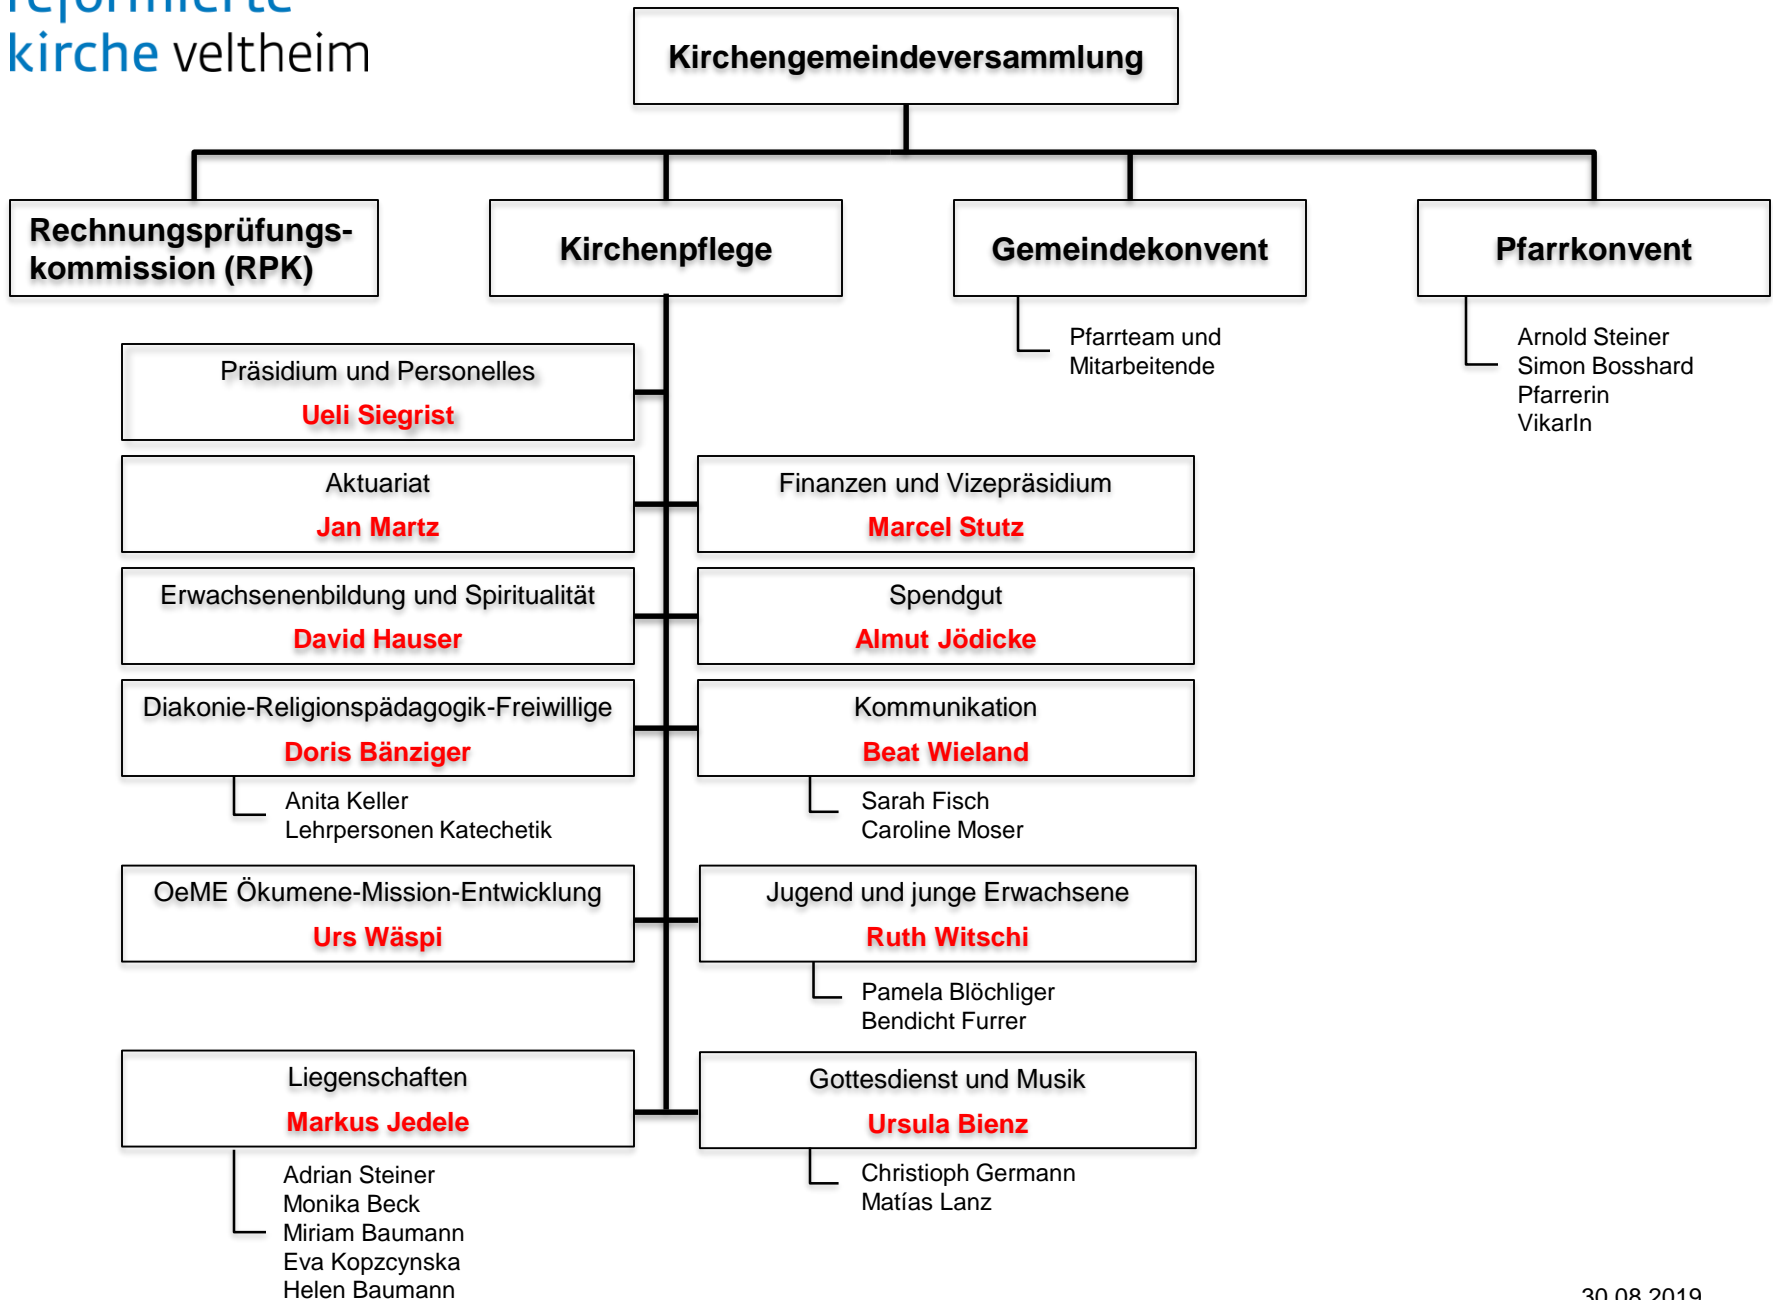 reformierte
kirche veltheim
Kirchengemeindeversammlung
Rechnungsprüfungs-
kommission (RPK)
Kirchenpflege
Gemeindekonvent
Pfarrkonvent
Pfarrteam und
Mitarbeitende
Arnold Steiner
Simon Bosshard
Pfarrerin
VikarIn
Präsidium und Personelles
Ueli Siegrist
Aktuariat
Jan Martz
Finanzen und Vizepräsidium
Marcel Stutz
Erwachsenenbildung und Spiritualität
David Hauser
Spendgut
Almut Jödicke
Diakonie-Religionspädagogik-Freiwillige
Doris Bänziger
Anita Keller
Lehrpersonen Katechetik
Kommunikation
Beat Wieland
Sarah Fisch
Caroline Moser
OeME Ökumene-Mission-Entwicklung
Urs Wäspi
Jugend und junge Erwachsene
Ruth Witschi
Pamela Blöchliger
Bendicht Furrer
Liegenschaften
Markus Jedele
Adrian Steiner
Monika Beck
Miriam Baumann
Eva Kopzcynska
Helen Baumann
Gottesdienst und Musik
Ursula Bienz
Christioph Germann
Matías Lanz
30.08.2019